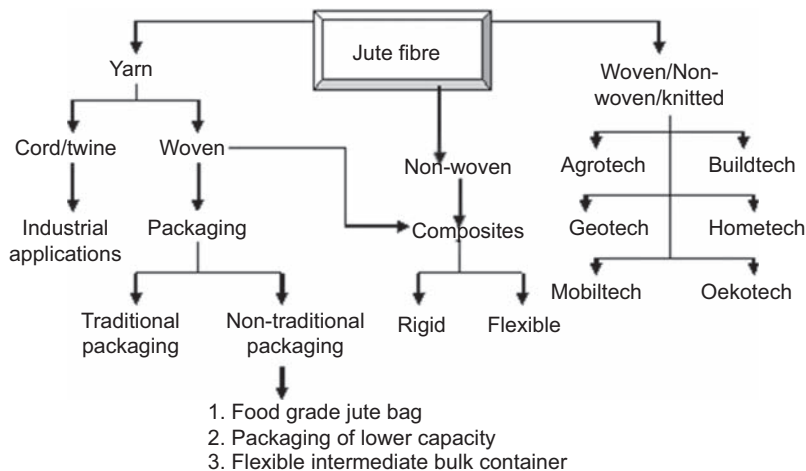 Jute fibre
Yarn
Woven/Non-
woven/knitted
Cord/twine
Woven
Non-woven
Agrotech
Buildtech
Industrial
applications
Packaging
Composites
Geotech
Hometech
Mobiltech
Oekotech
Traditional
packaging
Non-traditional
packaging
Rigid
Flexible
1. Food grade jute bag
2. Packaging of lower capacity
3. Flexible intermediate bulk container